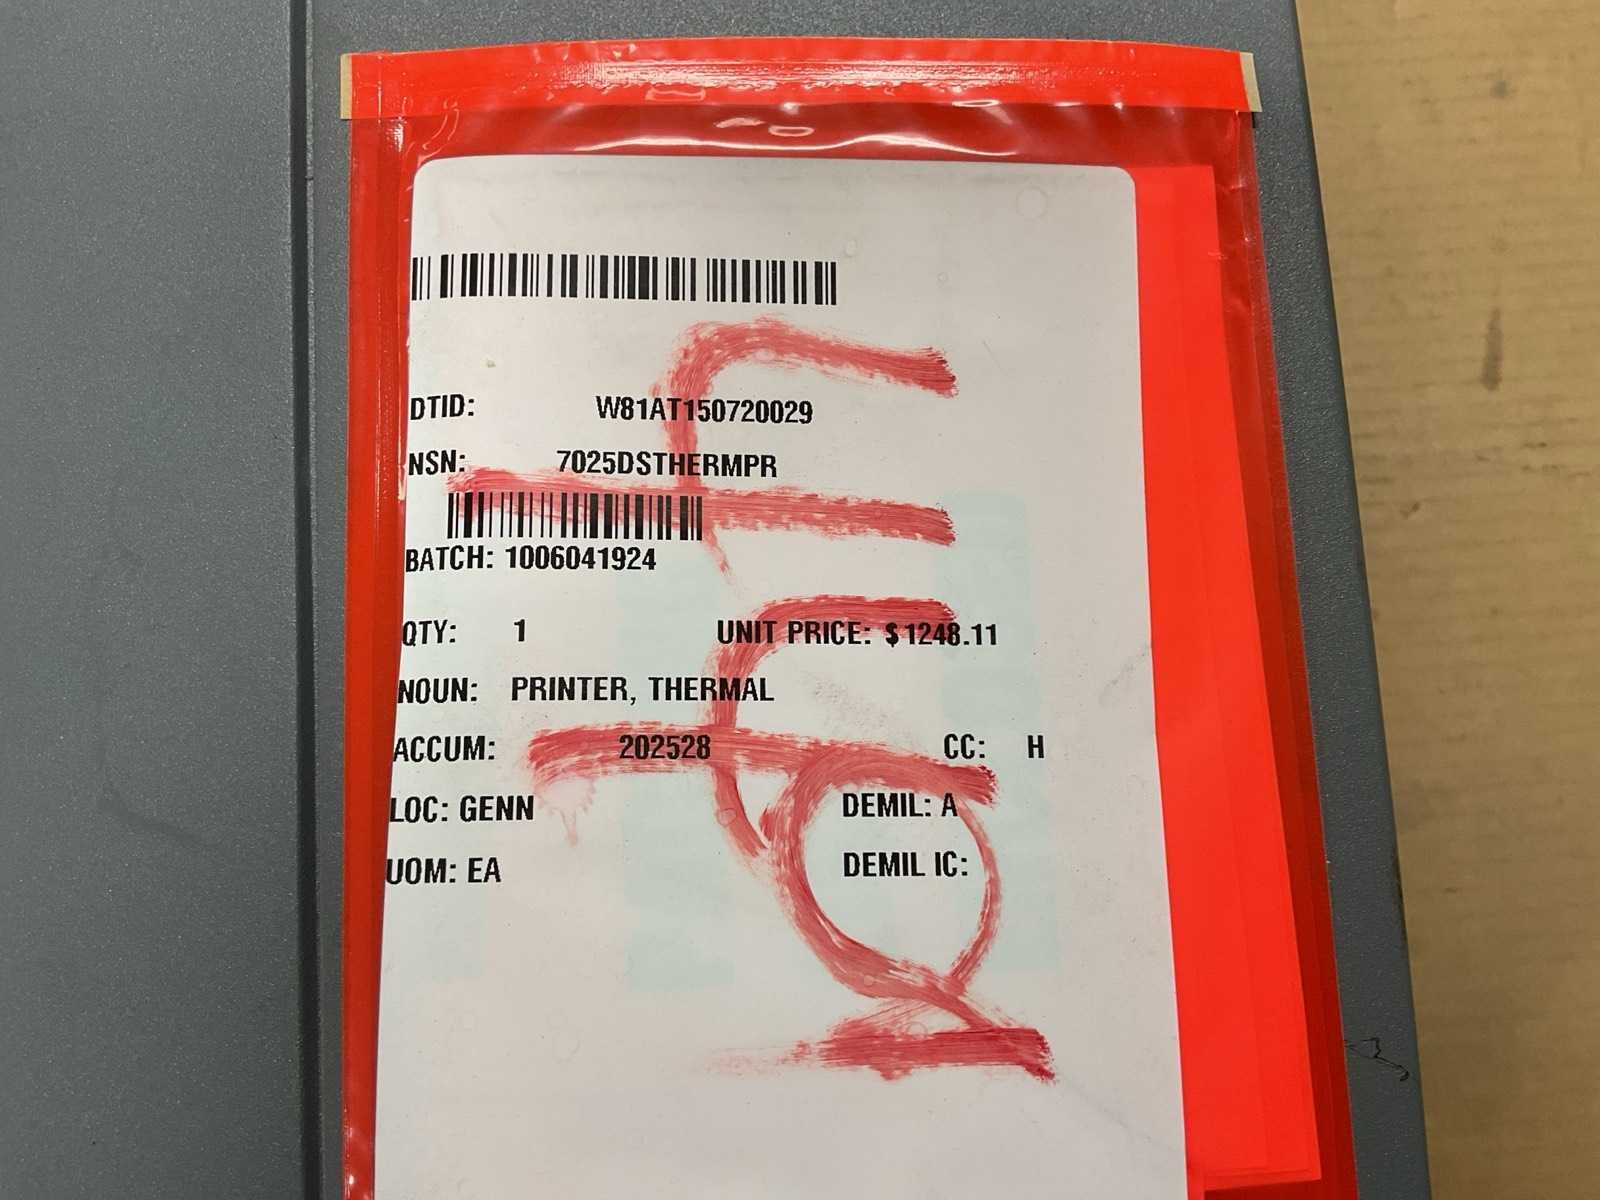 DTID: W81AT150720029
NSN: 7025DSTHERMPR
BATCH: 1006041924
QTY: 1 UNIT PRICE: $1248.11
NOUN: PRINTER, THERMAL
ACCUM: 202528 CC: H
LOC: GENN DEMIL: A
UOM: EA DEMIL IC: